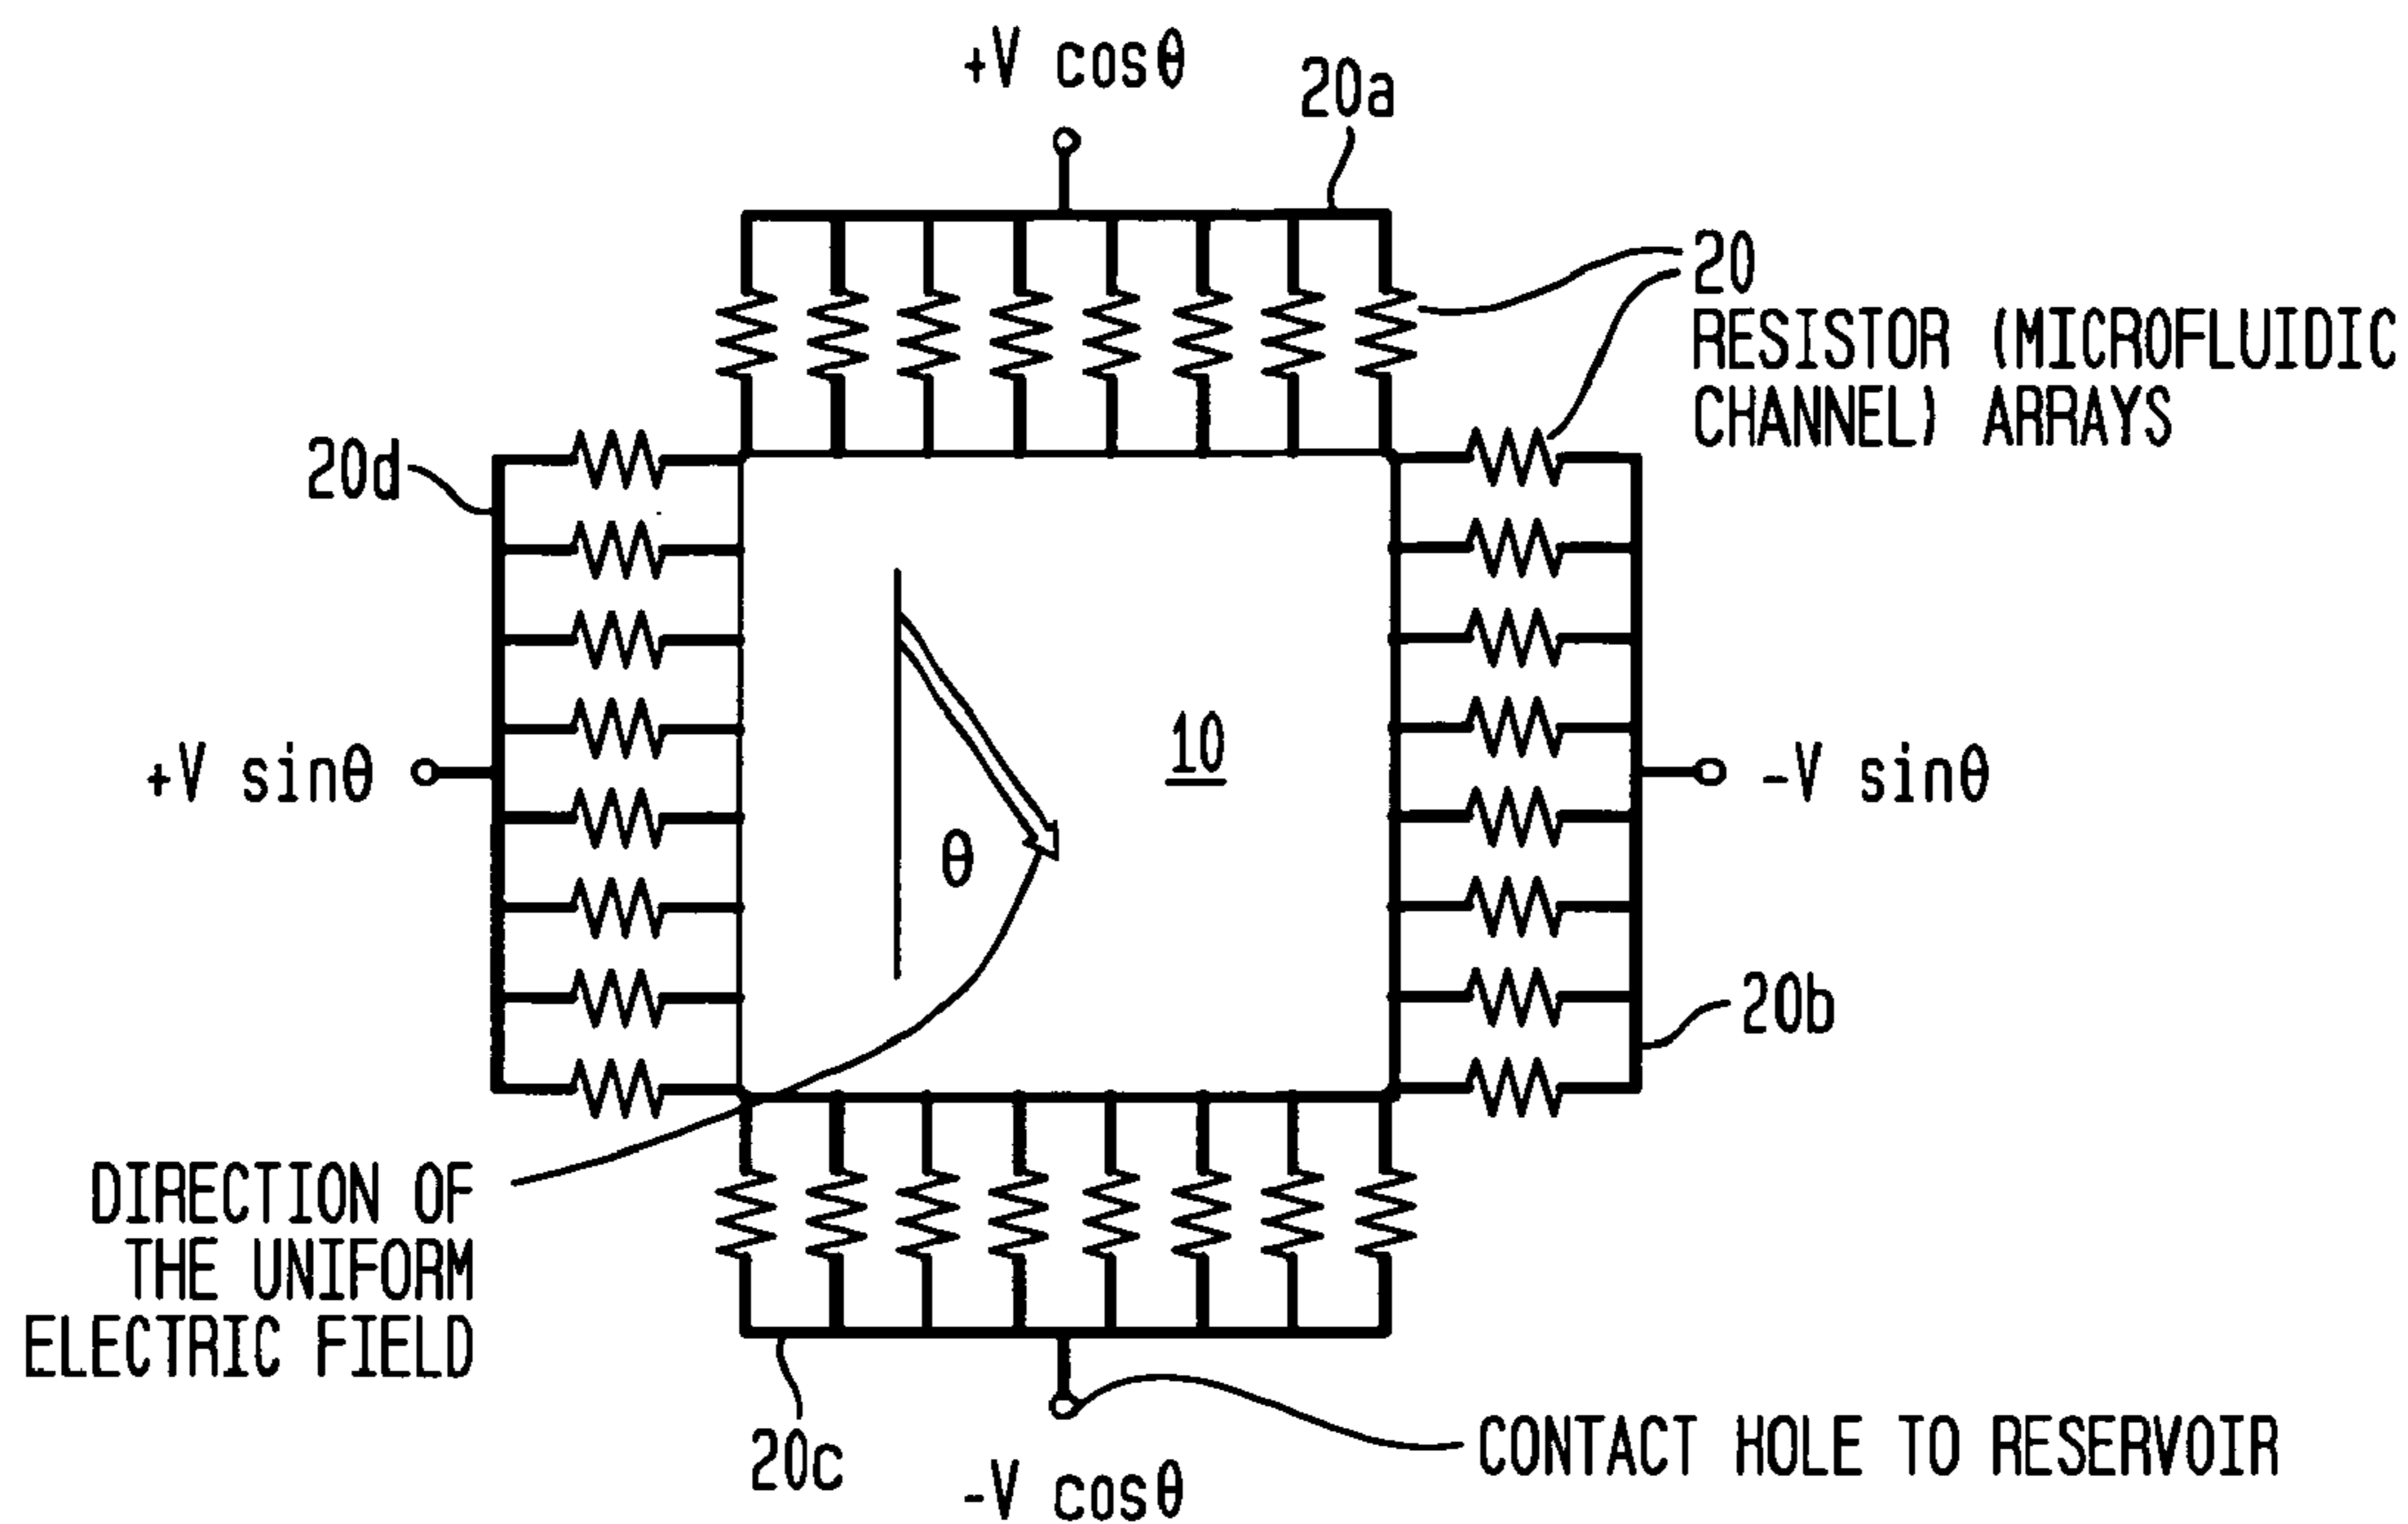 +V cosθ
20a
20
RESISTOR (MICROFLUIDIC
CHANNEL) ARRAYS
20d
10
+V sinθ
-V sinθ
θ
20b
DIRECTION OF
THE UNIFORM
ELECTRIC FIELD
20c
-V cosθ
CONTACT HOLE TO RESERVOIR